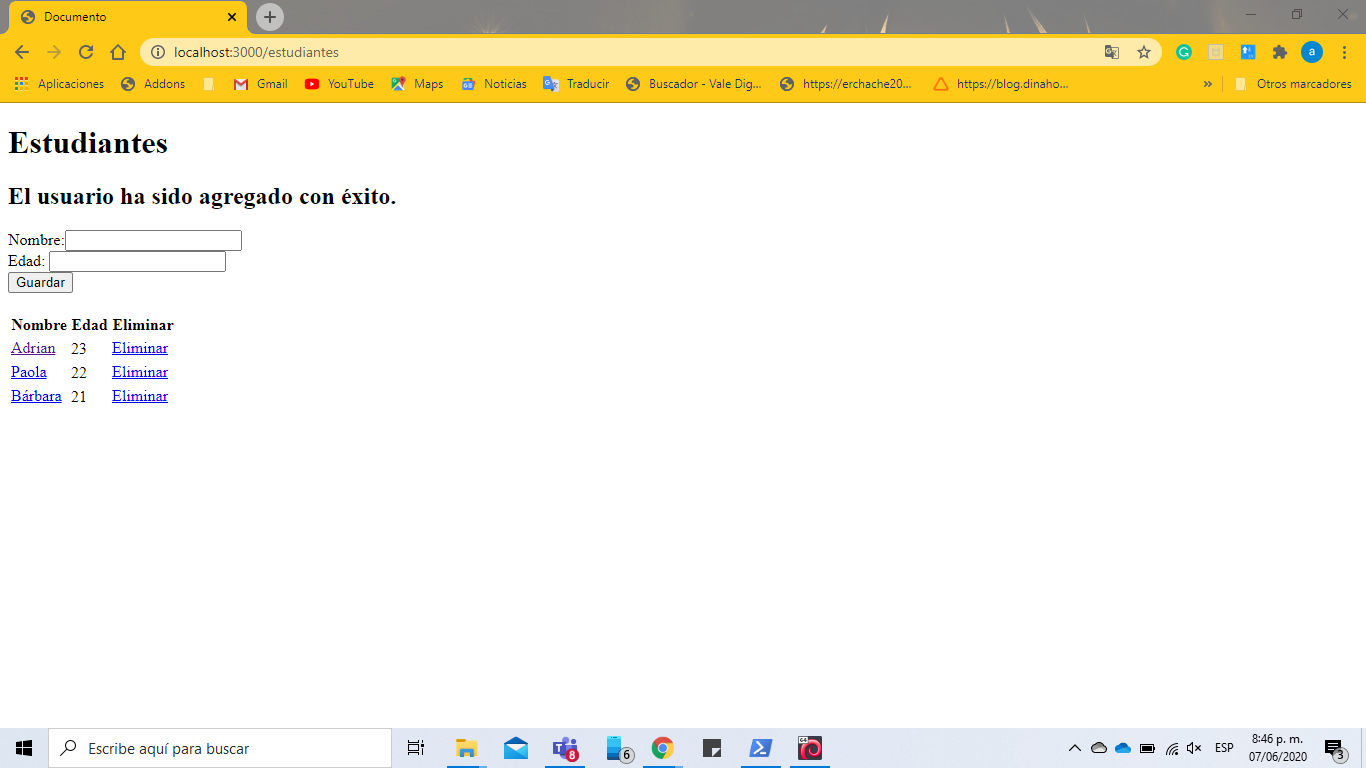 Documento
localhost:3000/estudiantes
a
Aplicaciones Addons Gmail YouTube Maps Noticias Traducir Buscador - Vale Dig... https://erchache20... https://blog.dinaho... » Otros marcadores
Estudiantes
El usuario ha sido agregado con éxito.
Nombre:
Edad:
Guardar
Nombre Edad Eliminar
Adrian 23 Eliminar
Paola 22 Eliminar
Bárbara 21 Eliminar
Escribe aquí para buscar
8
6
64
ESP
8:46 p. m.
07/06/2020
3